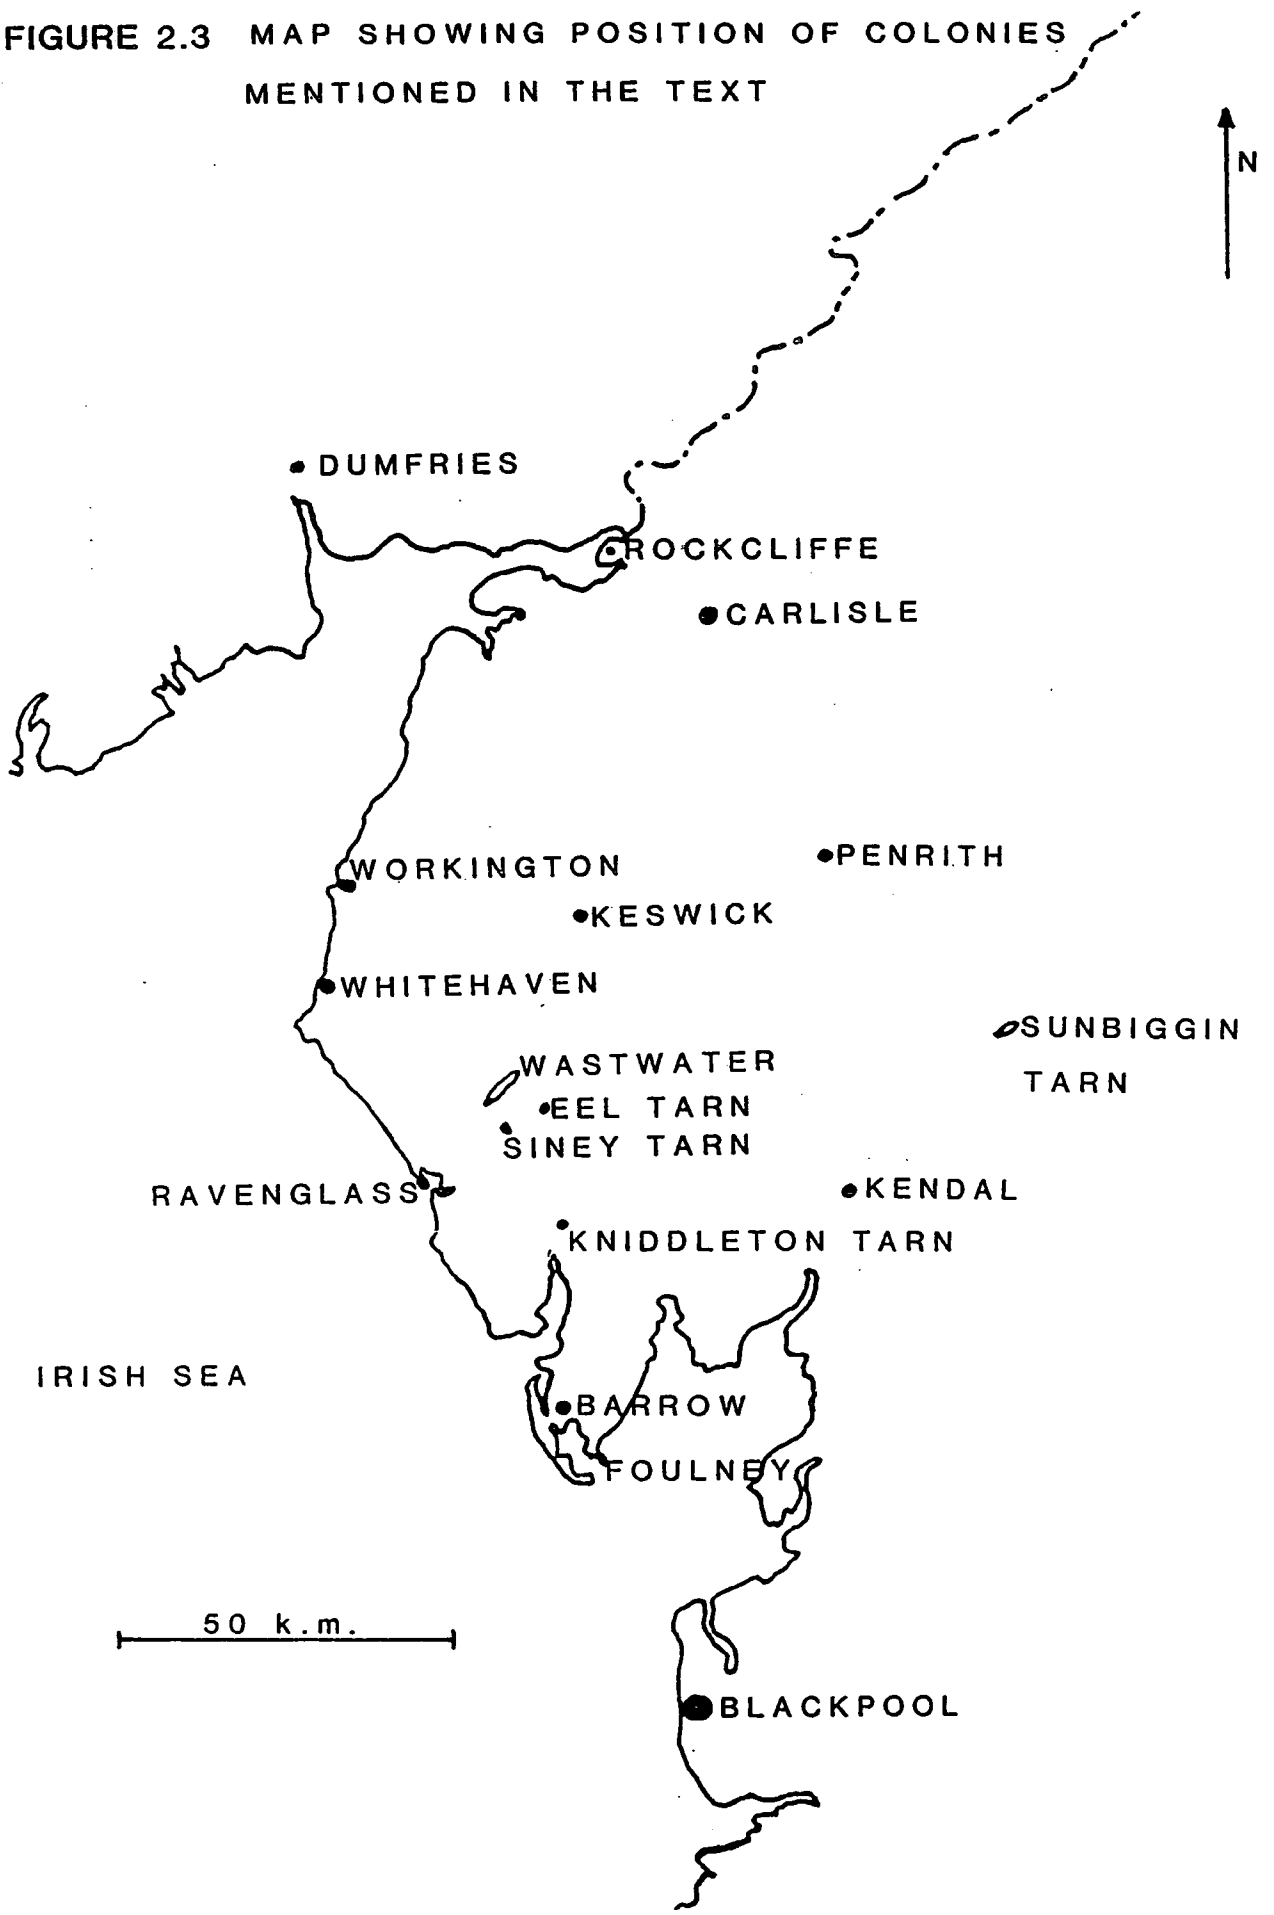 FIGURE 2.3 MAP SHOWING POSITION OF COLONIES
MENTIONED IN THE TEXT
N
DUMFRIES
ROCKCLIFFE
CARLISLE
PENRITH
WORKINGTON
KESWICK
WHITEHAVEN
SUNBIGGIN
TARN
WASTWATER
EEL TARN
SINEY TARN
RAVENGLASS
KENDAL
KNIDDLETON TARN
IRISH SEA
BARROW
FOULNEY
50 k.m.
BLACKPOOL